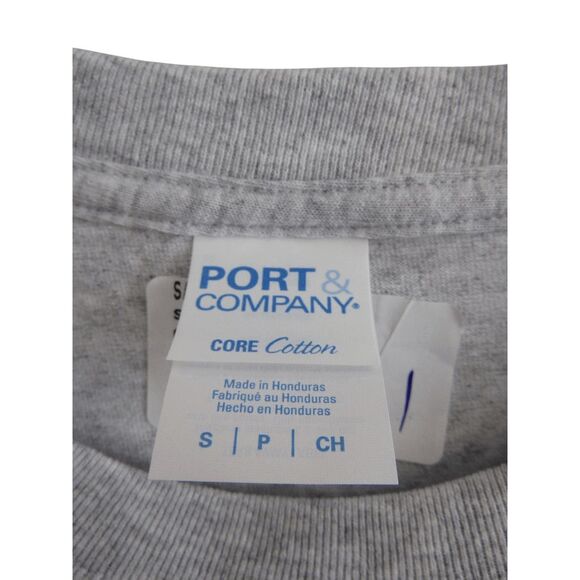 PORT &
COMPANY®
CORE Cotton
Made in Honduras
Fabriqué au Honduras
Hecho en Honduras
S | P | CH